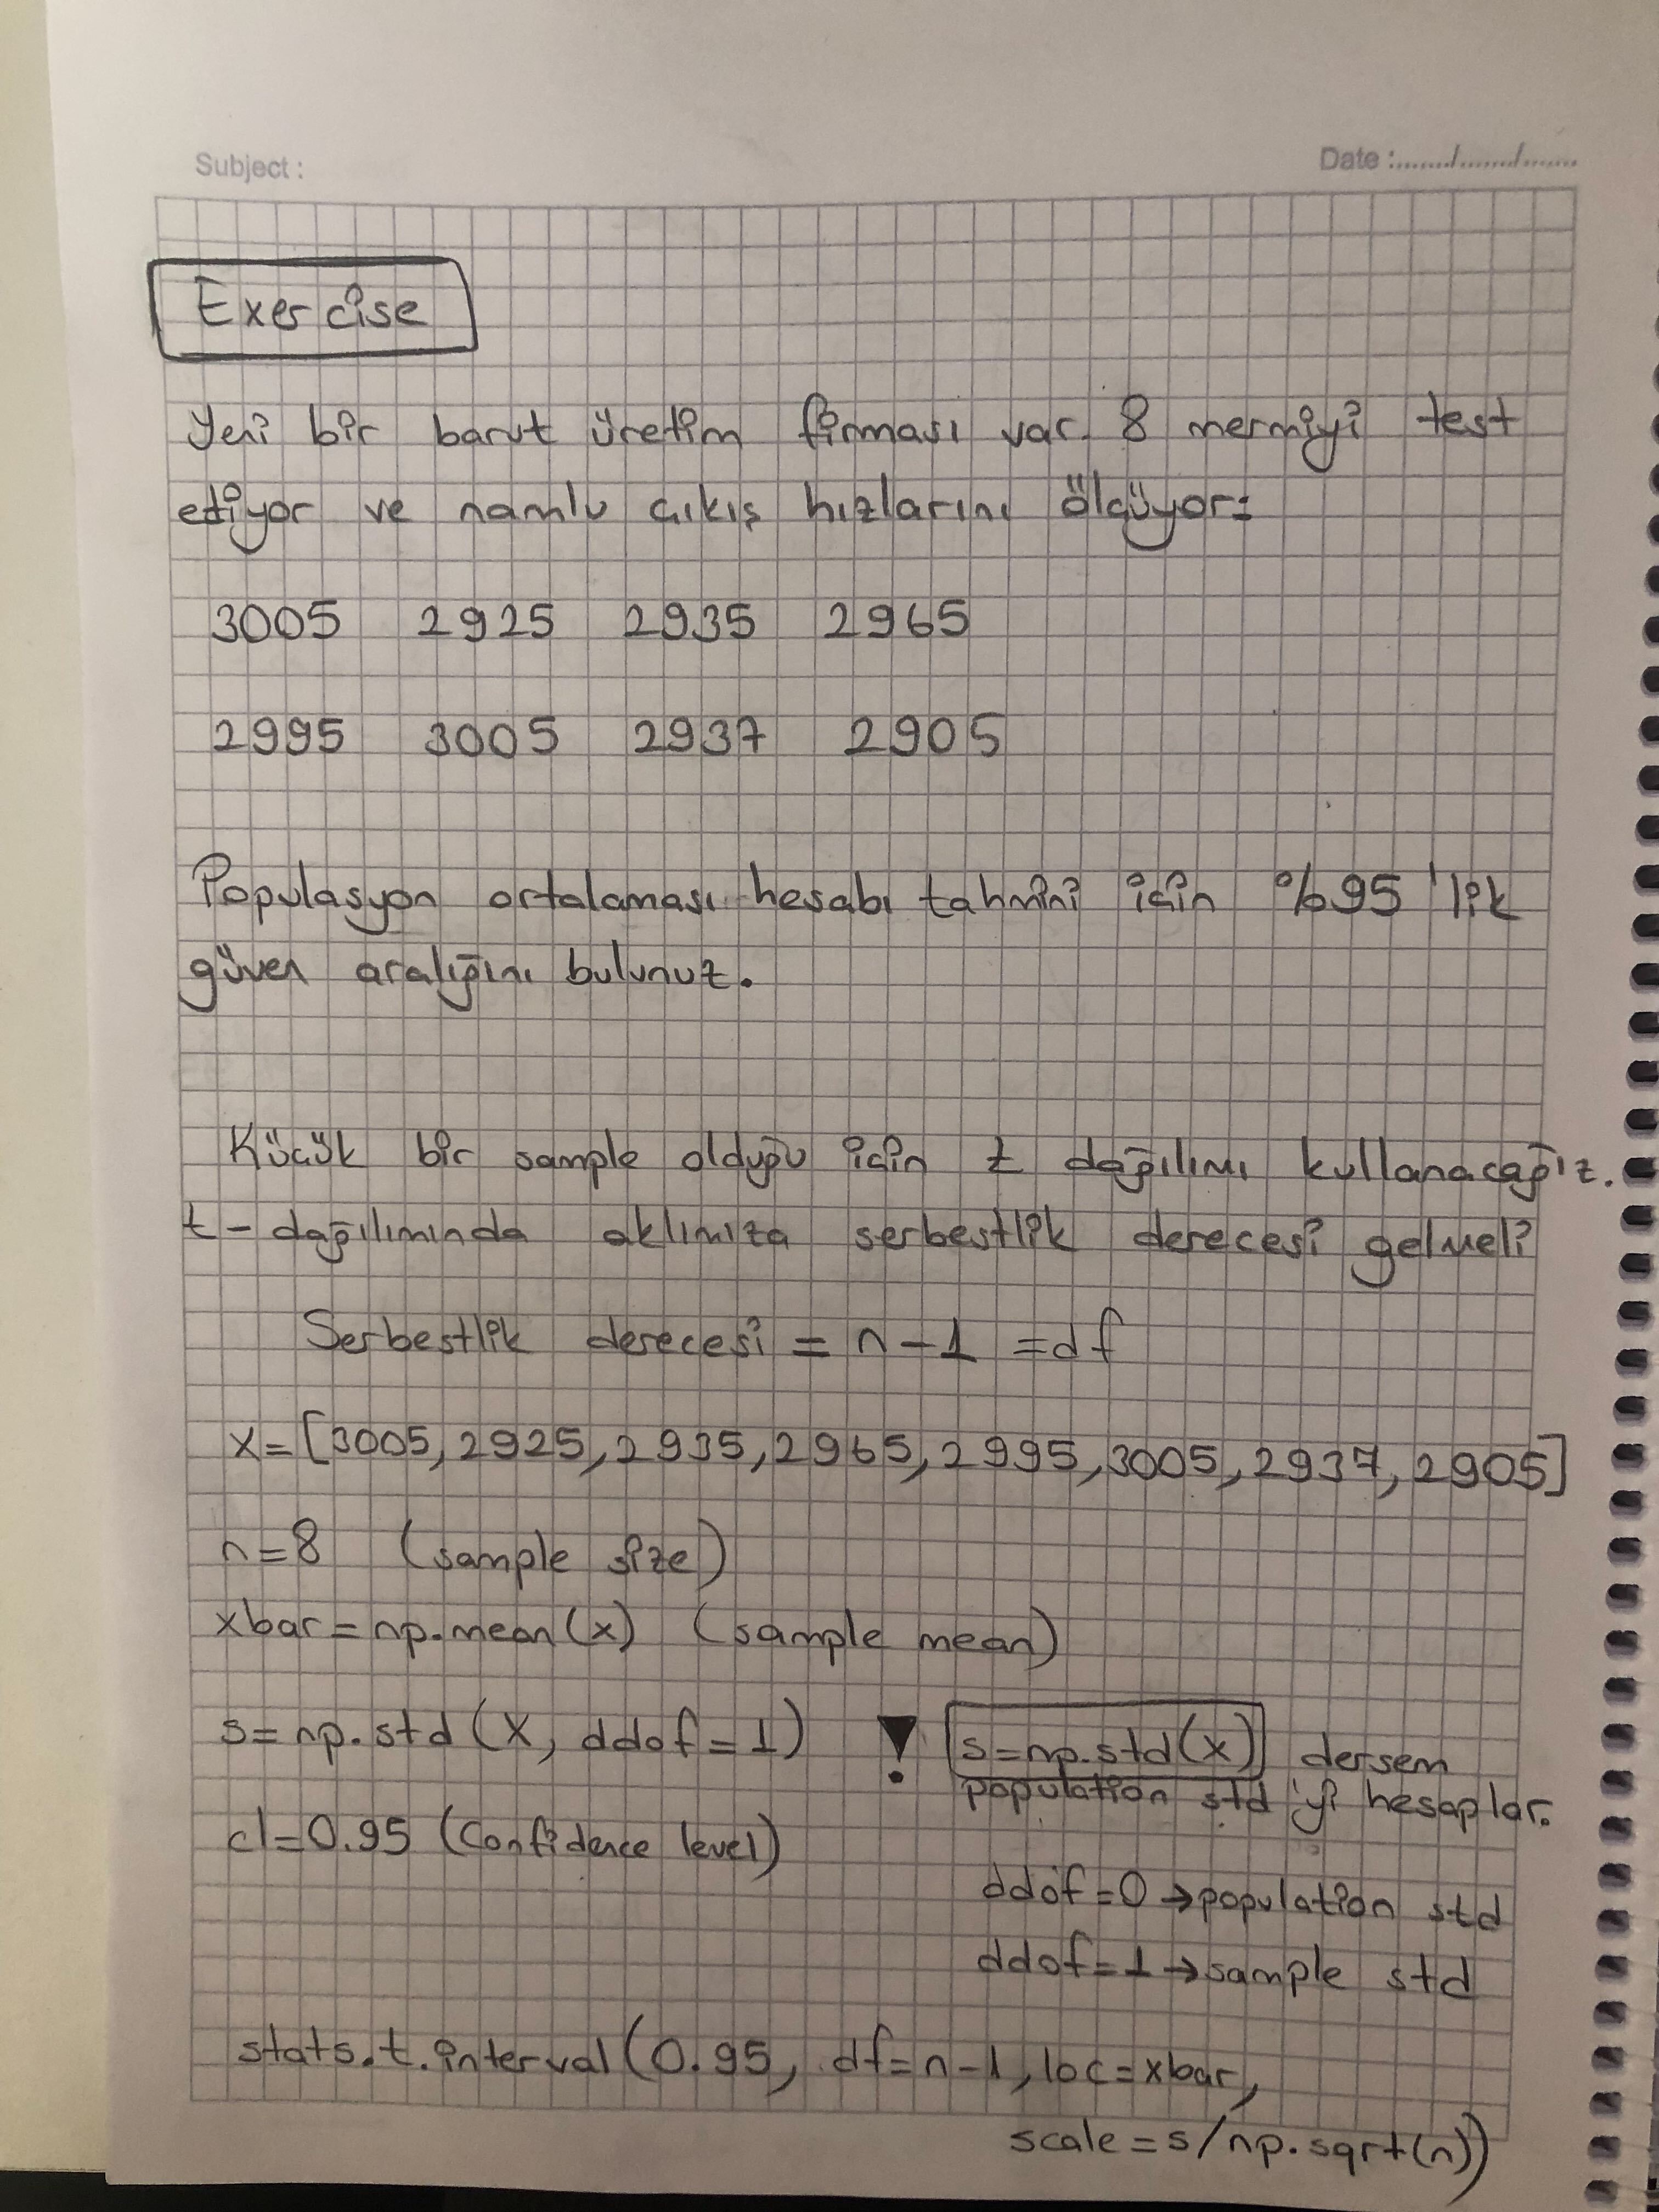 Subject :
Date :......./......./.......
Exercise
Yeni bir barut üretim firması var. 8 mermiyi test
ediyor ve namlu çıkış hızlarını ölçüyor:
3005 2925 2935 2965
2995 3005 2937 2905
Populasyon ortalaması hesabı tahmini için %95 'lik
güven aralığını bulunuz.
Küçük bir sample olduğu için t dağılımı kullanacağız.
t-dağılımında aklımıza serbestlik derecesi gelmeli
Serbestlik derecesi = n-1 = df
x=[3005, 2925, 2935, 2965, 2995, 3005, 2937, 2905]
n=8 (sample size)
xbar = np.mean(x) (sample mean)
s= np.std (X, ddof = 1) ! s=np.std(x) dersem
population std 'yi hesaplar.
cl=0.95 (Confidence level)
ddof=0 → population std
ddof=1 → sample std
stats.t.interval(0.95, df=n-1, loc=xbar,
scale = s/np.sqrt(n))